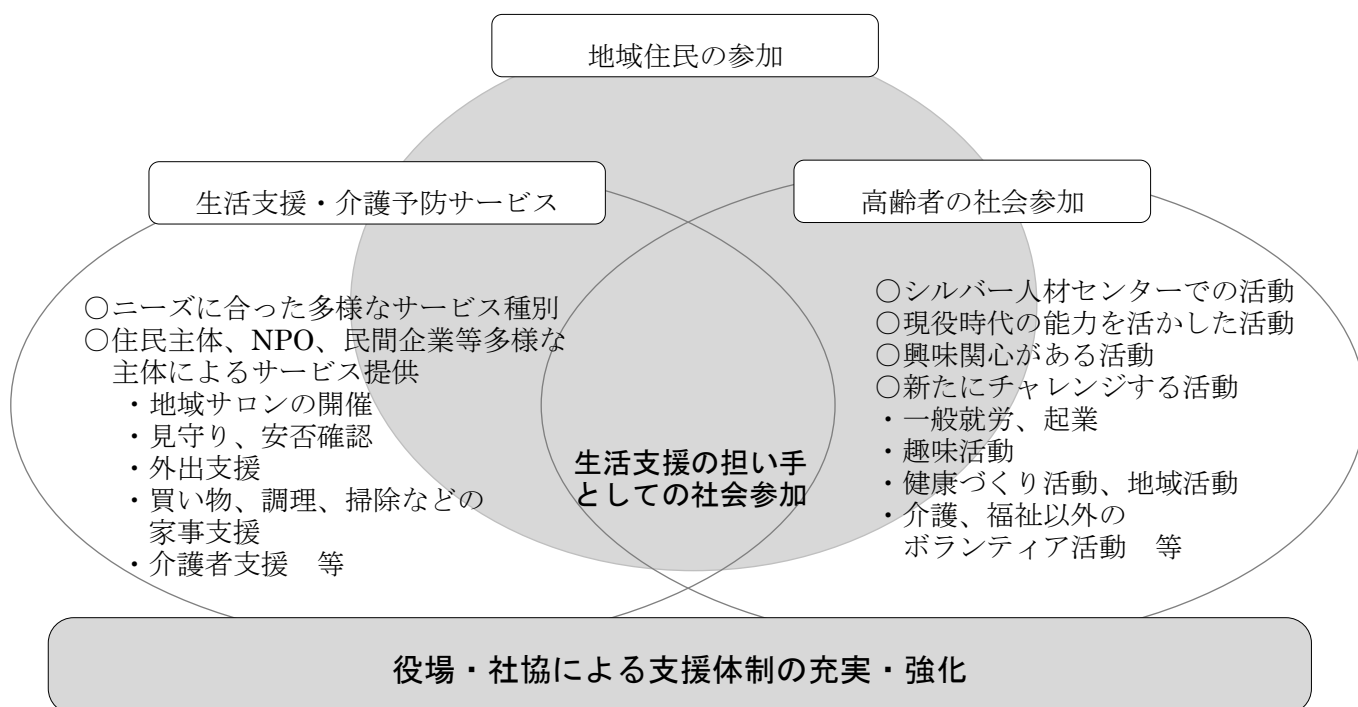 地域住民の参加
生活支援・介護予防サービス
高齢者の社会参加
○ニーズに合った多様なサービス種別
○住民主体、NPO、民間企業等多様な
主体によるサービス提供
・地域サロンの開催
・見守り、安否確認
・外出支援
・買い物、調理、掃除などの
家事支援
・介護者支援　等
生活支援の担い手
としての社会参加
○シルバー人材センターでの活動
○現役時代の能力を活かした活動
○興味関心がある活動
○新たにチャレンジする活動
・一般就労、起業
・趣味活動
・健康づくり活動、地域活動
・介護、福祉以外の
ボランティア活動　等
役場・社協による支援体制の充実・強化